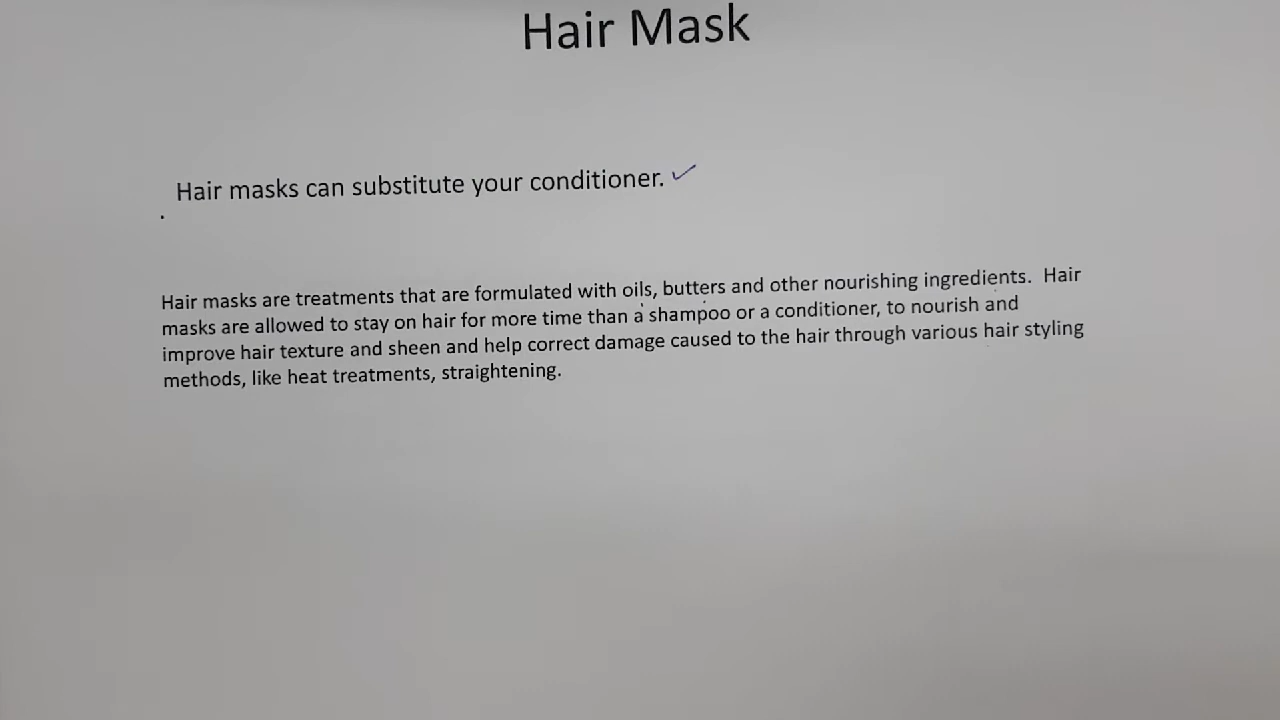 Hair Mask
Hair masks can substitute your conditioner. ✓
Hair masks are treatments that are formulated with oils, butters and other nourishing ingredients.  Hair
masks are allowed to stay on hair for more time than a shampoo or a conditioner, to nourish and
improve hair texture and sheen and help correct damage caused to the hair through various hair styling
methods, like heat treatments, straightening.